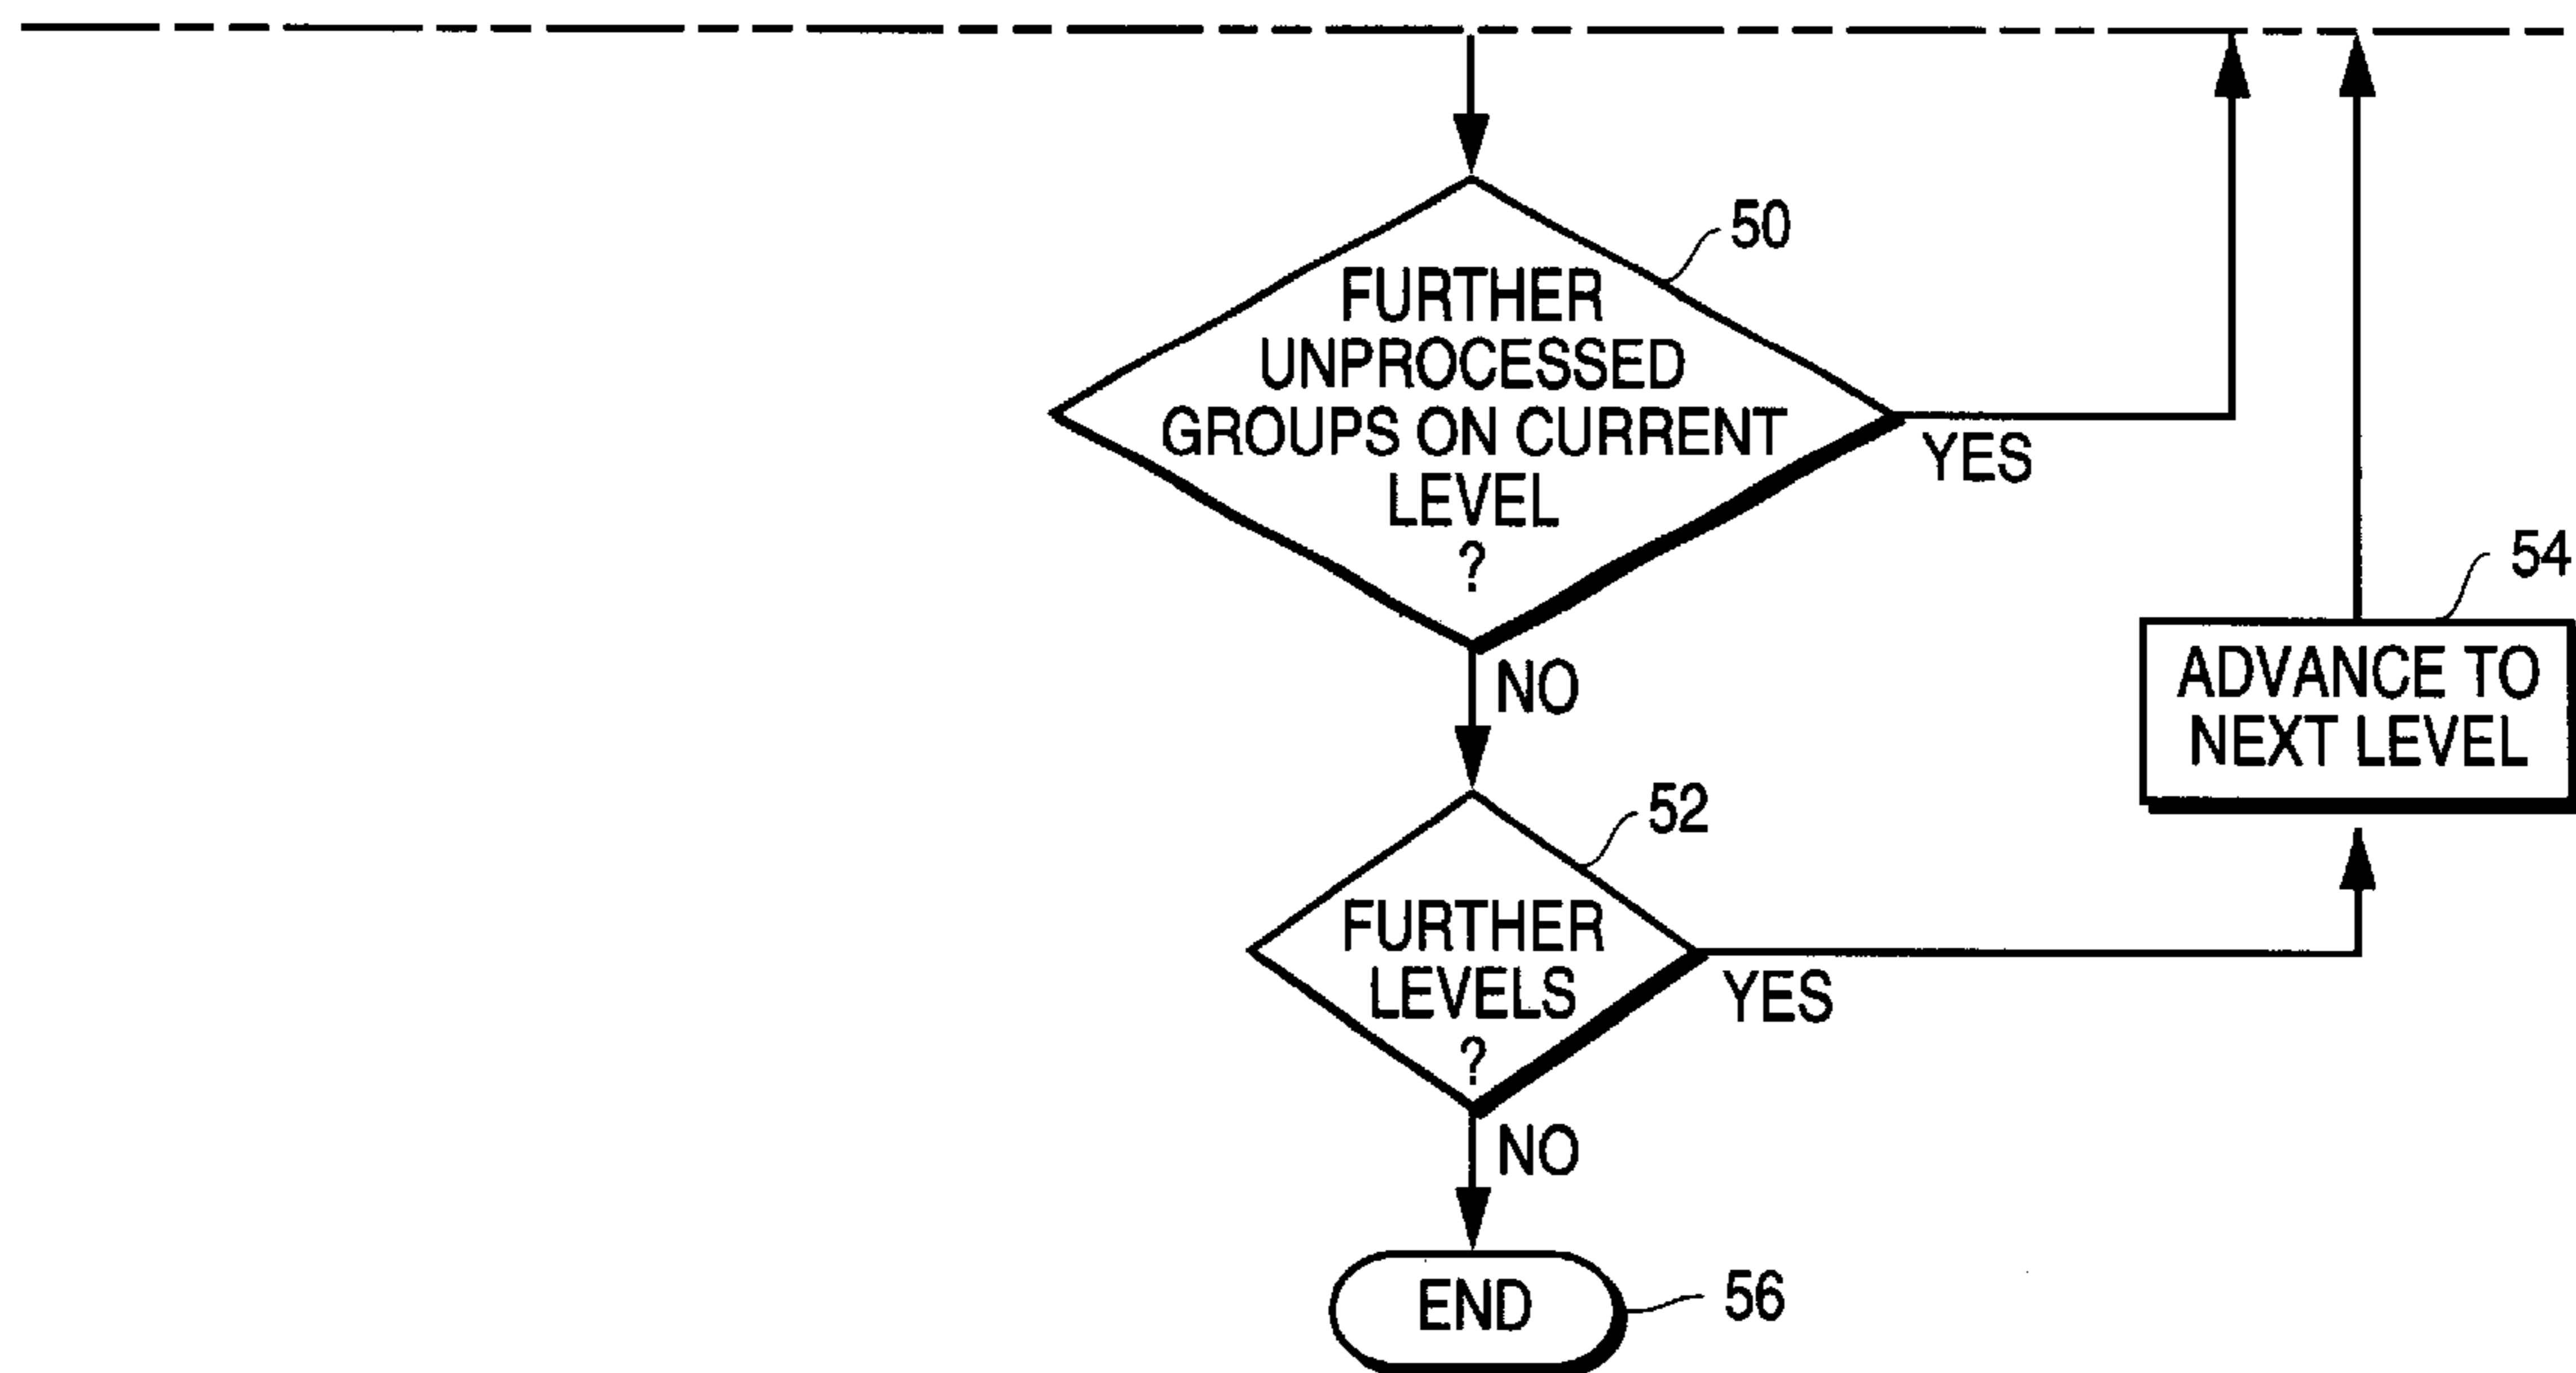 50
FURTHER
UNPROCESSED
GROUPS ON CURRENT
LEVEL
?
YES
NO
54
ADVANCE TO
NEXT LEVEL
52
FURTHER
LEVELS
?
YES
NO
END
56